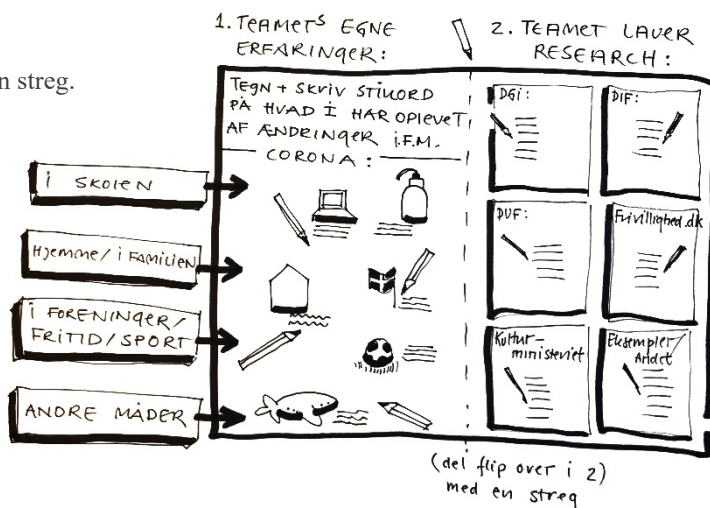 n streg.
1. TEAMETS EGNE
ERFARINGER:
2. TEAMET LAVER
RESEARCH:
TEGN + SKRIV STIKORD
PÅ HVAD I HAR OPLEVET
AF ÆNDRINGER i.F.M.
CORONA:
i SKOLEN
Hjemme/i FAMILIEN
i FORENINGER/
FRITID/SPORT
ANDRE MÅDER
DGi:
DIF:
DUF:
Frivillighed.dk
Kultur-
ministeriet
Eksempler/
Andet
(del flip over i 2)
med en streg